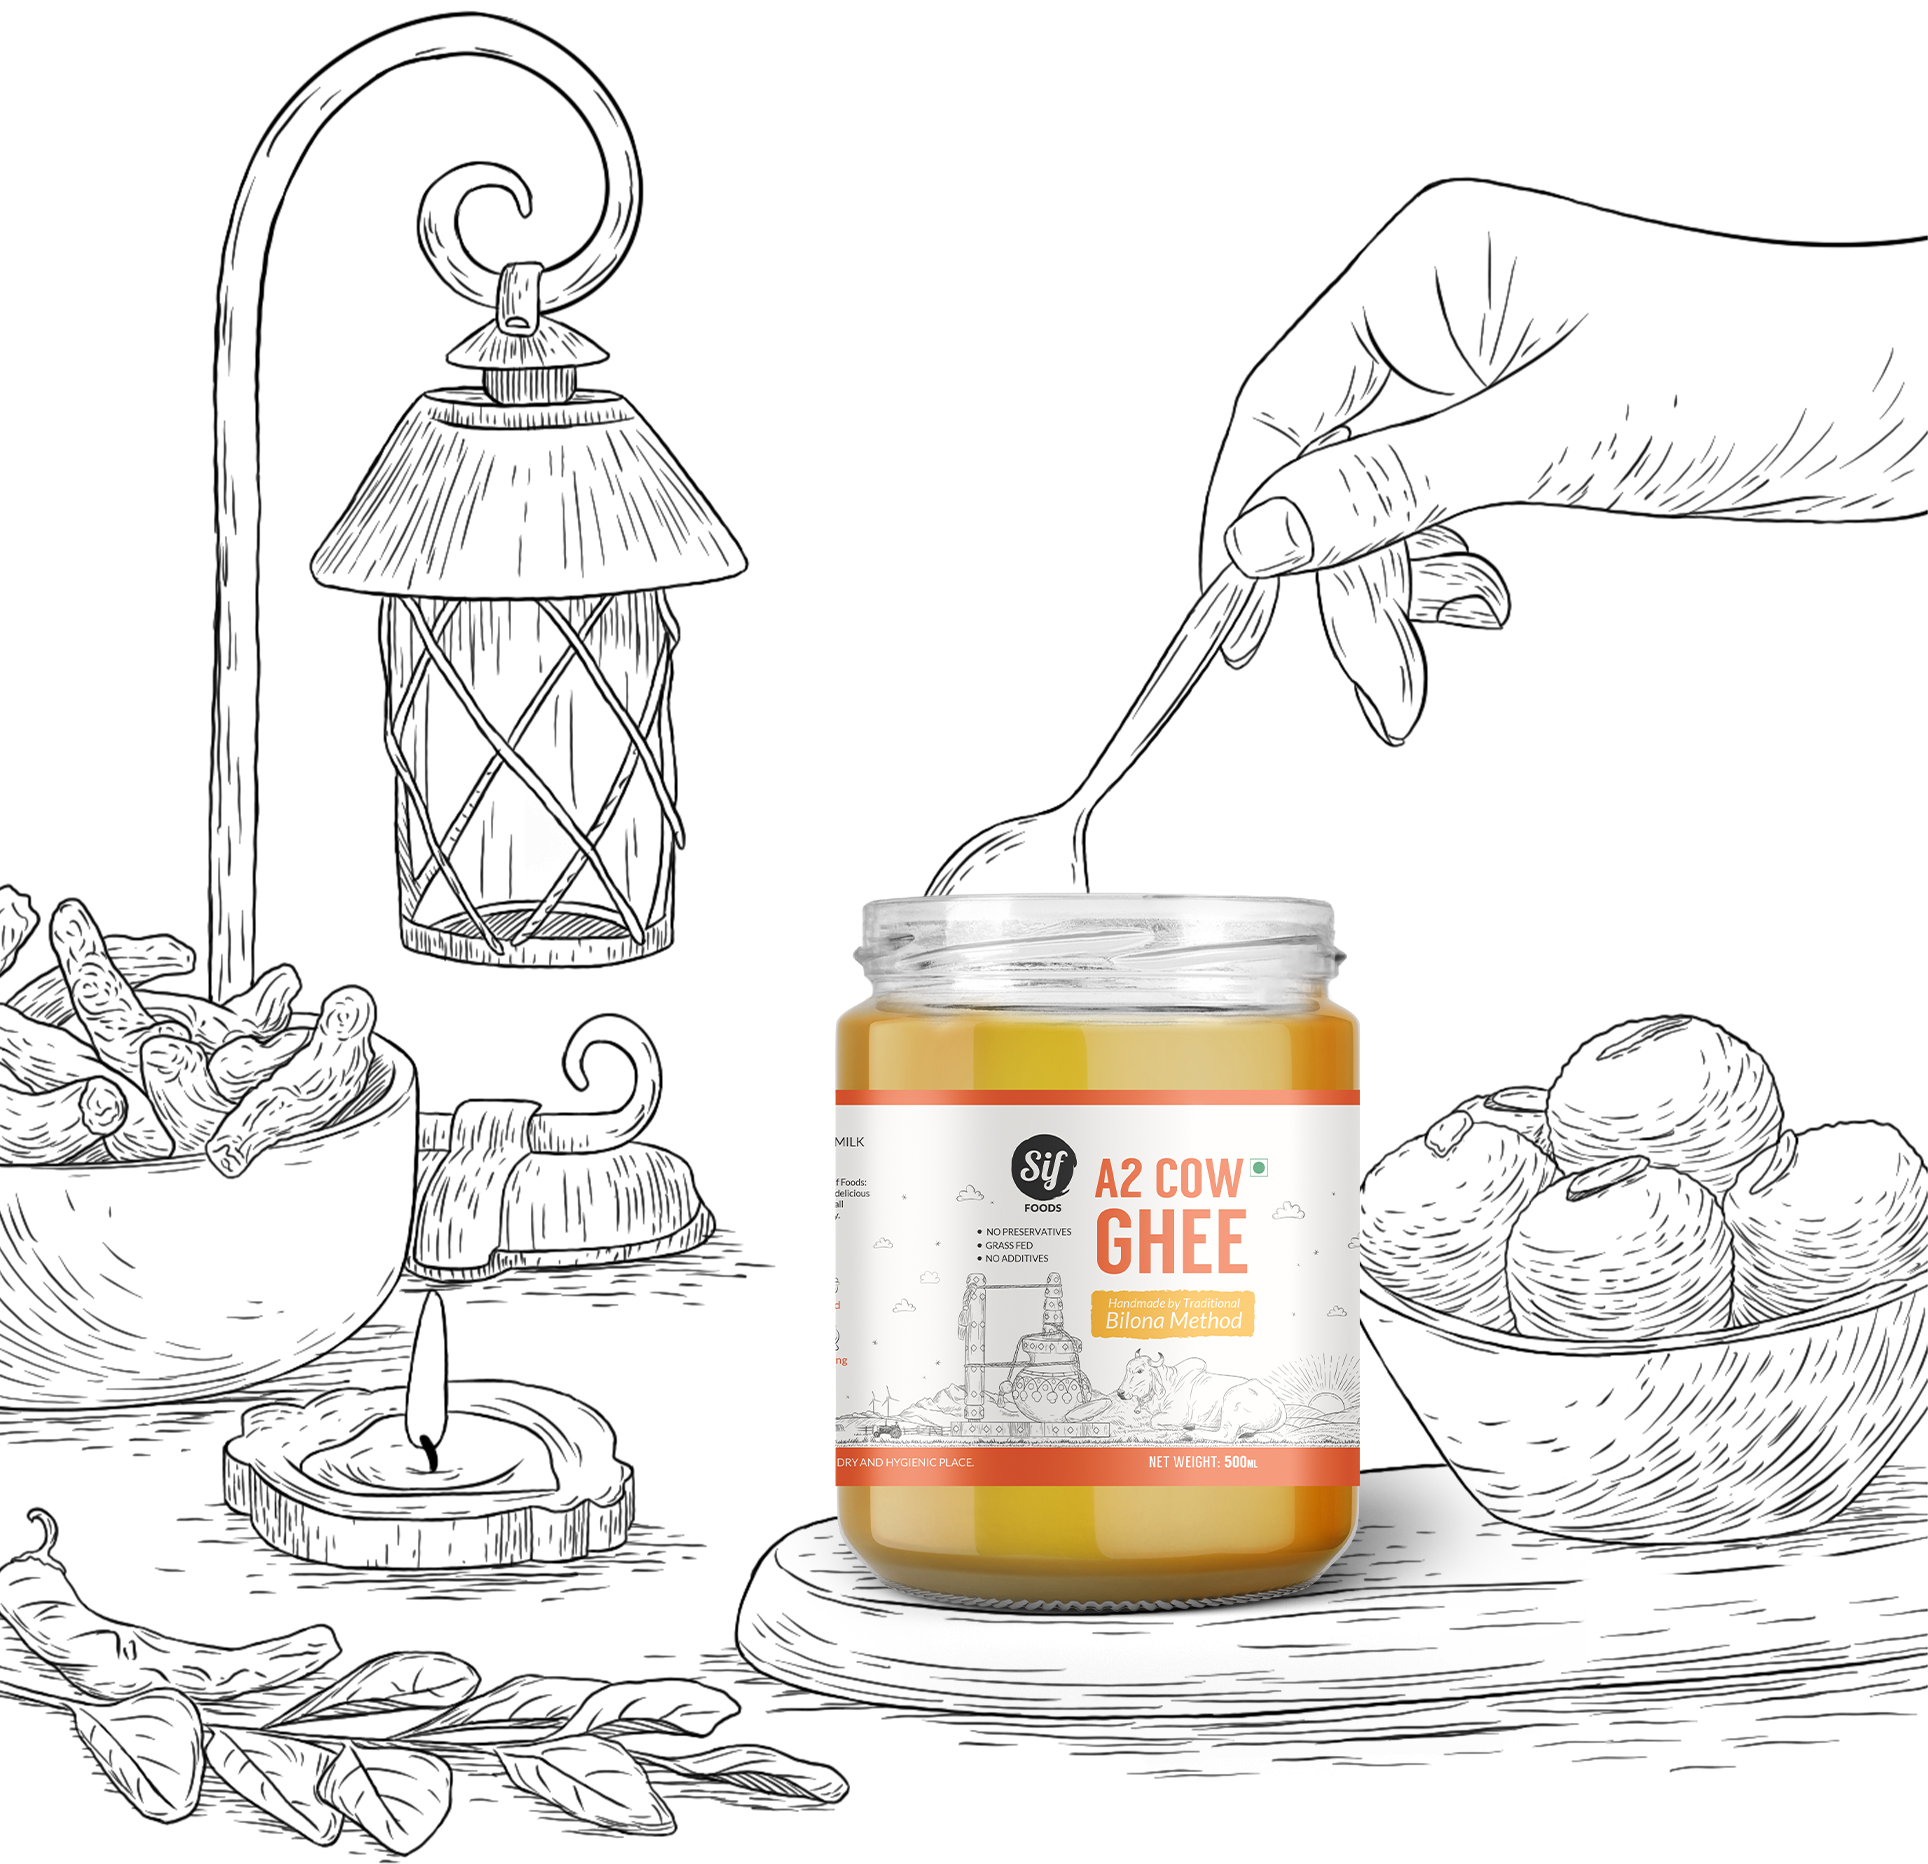 MILK
f Foods:
delicious
all
y.
d
ng
Sif
FOODS
• NO PRESERVATIVES
• GRASS FED
• NO ADDITIVES
A2 COW
GHEE
Handmade by Traditional
Bilona Method
DRY AND HYGIENIC PLACE.
NET WEIGHT: 500ML